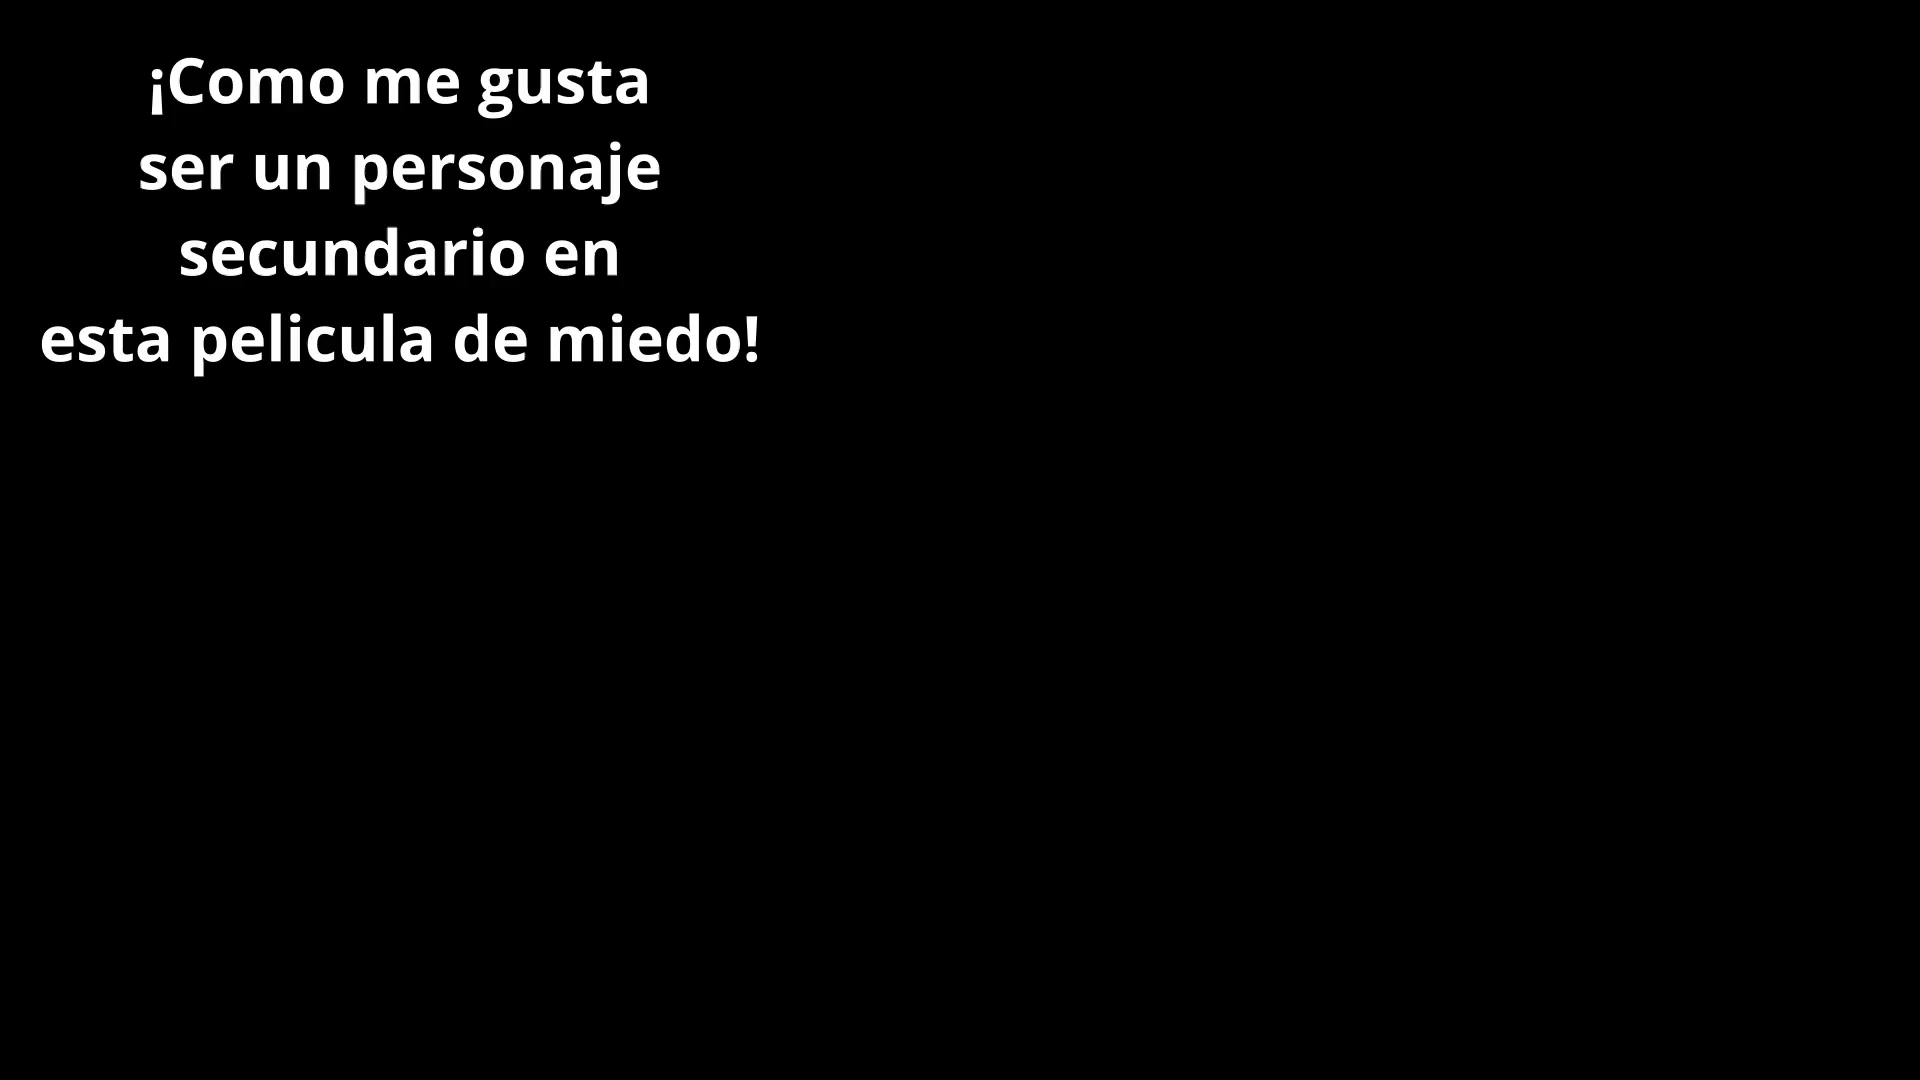 ¡Como me gusta
ser un personaje
secundario en
esta pelicula de miedo!